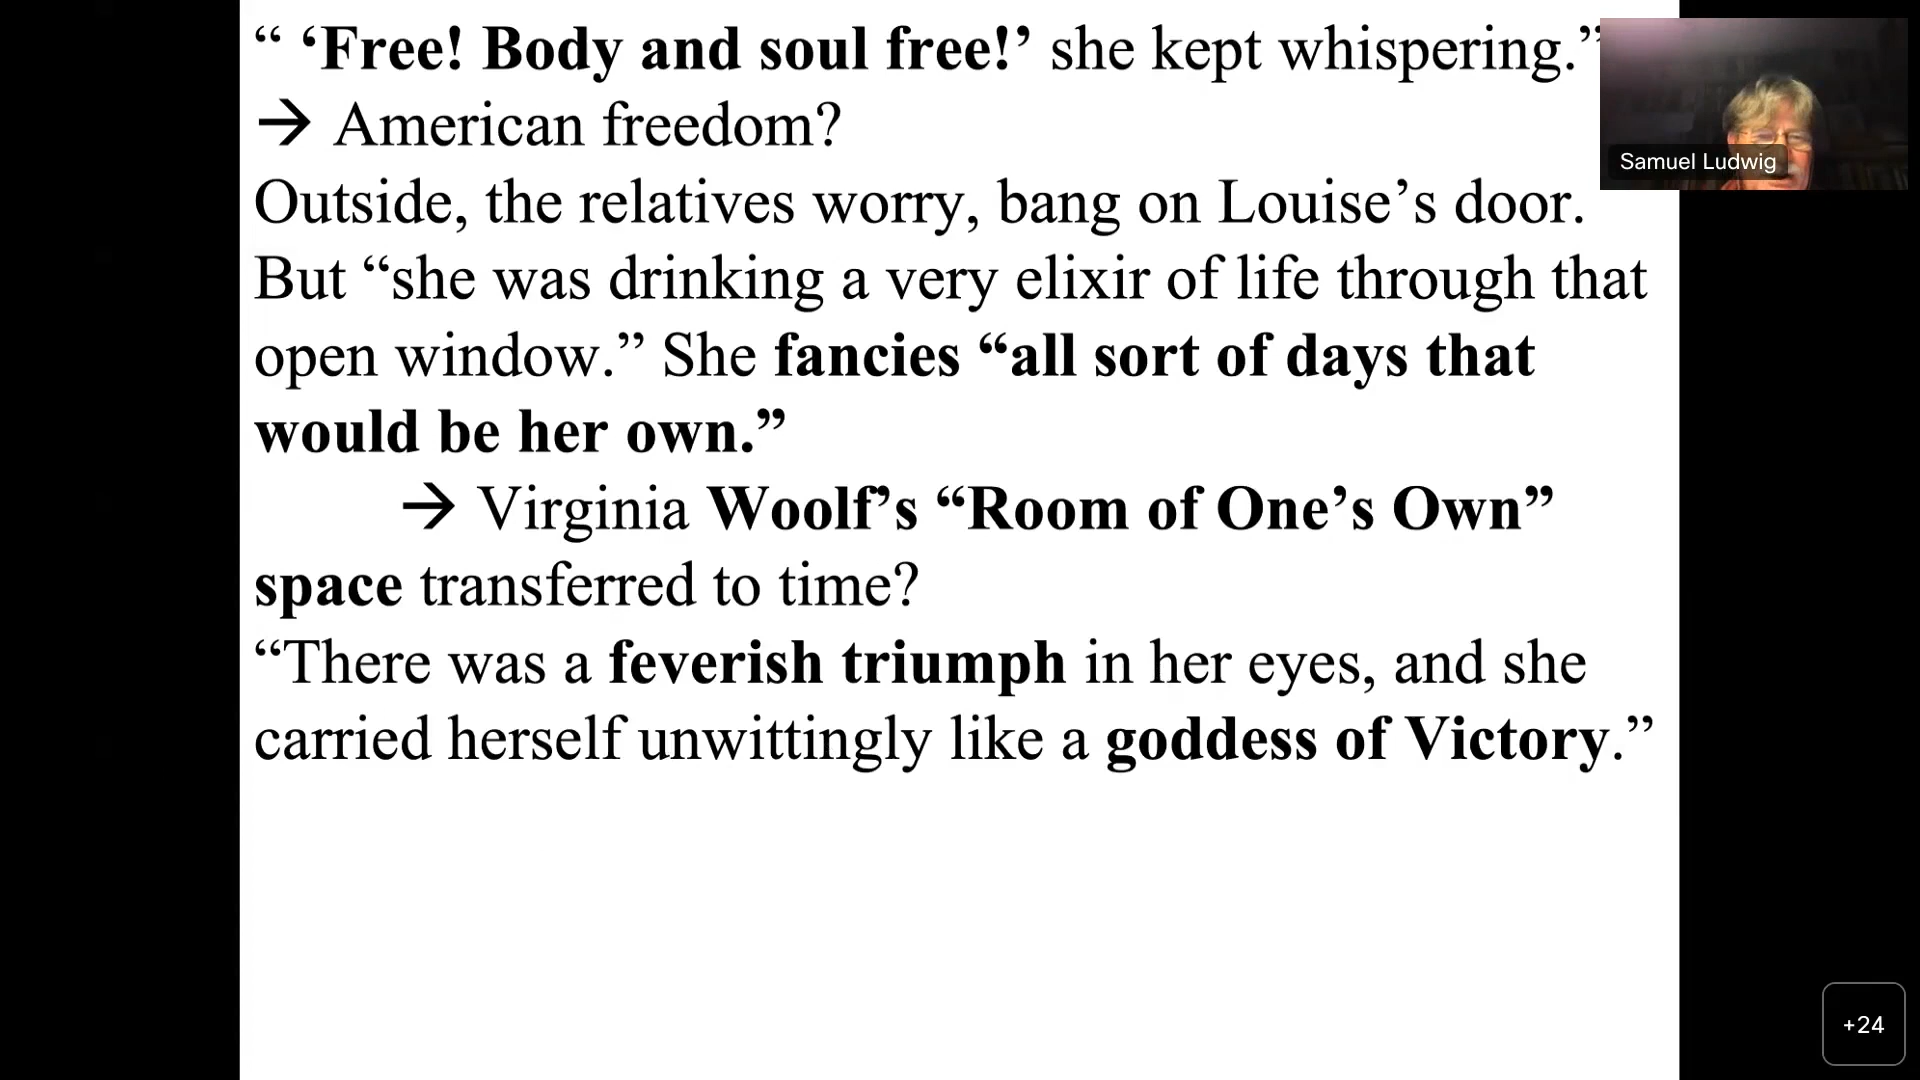 “ ‘Free! Body and soul free!’ she kept whispering.”
→ American freedom?
Outside, the relatives worry, bang on Louise’s door.
But “she was drinking a very elixir of life through that
open window.” She fancies “all sort of days that
would be her own.”
→ Virginia Woolf’s “Room of One’s Own”
space transferred to time?
“There was a feverish triumph in her eyes, and she
carried herself unwittingly like a goddess of Victory.”
Samuel Ludwig
+24